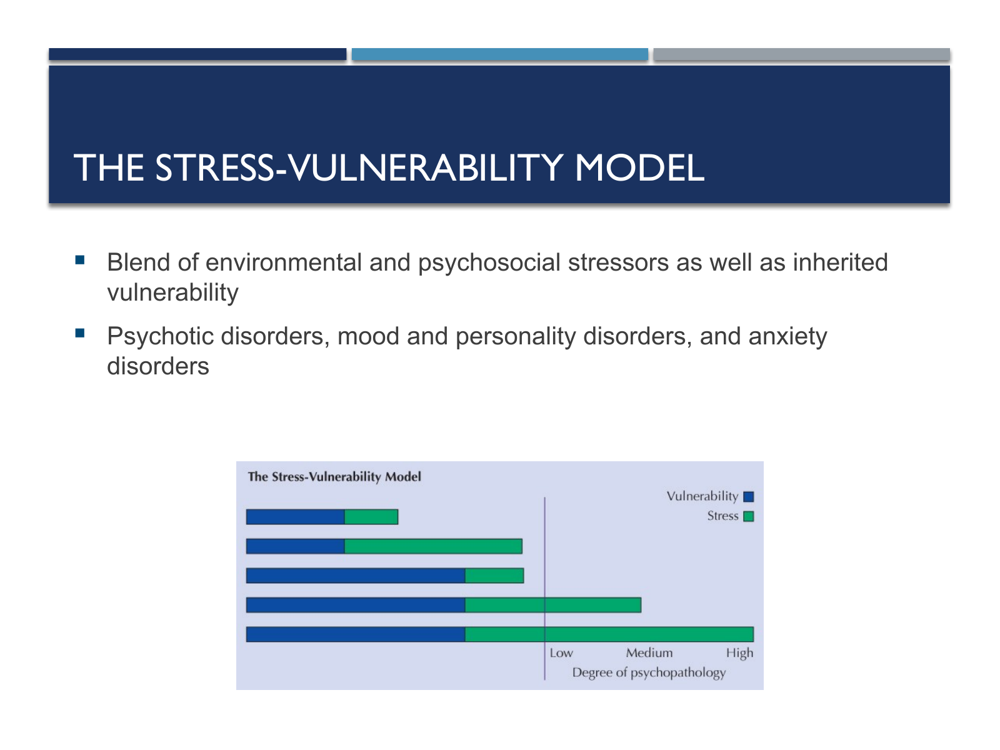 THE STRESS-VULNERABILITY MODEL
Blend of environmental and psychosocial stressors as well as inherited
vulnerability
Psychotic disorders, mood and personality disorders, and anxiety
disorders
The Stress-Vulnerability Model
Vulnerability
Stress
Low Medium High
Degree of psychopathology